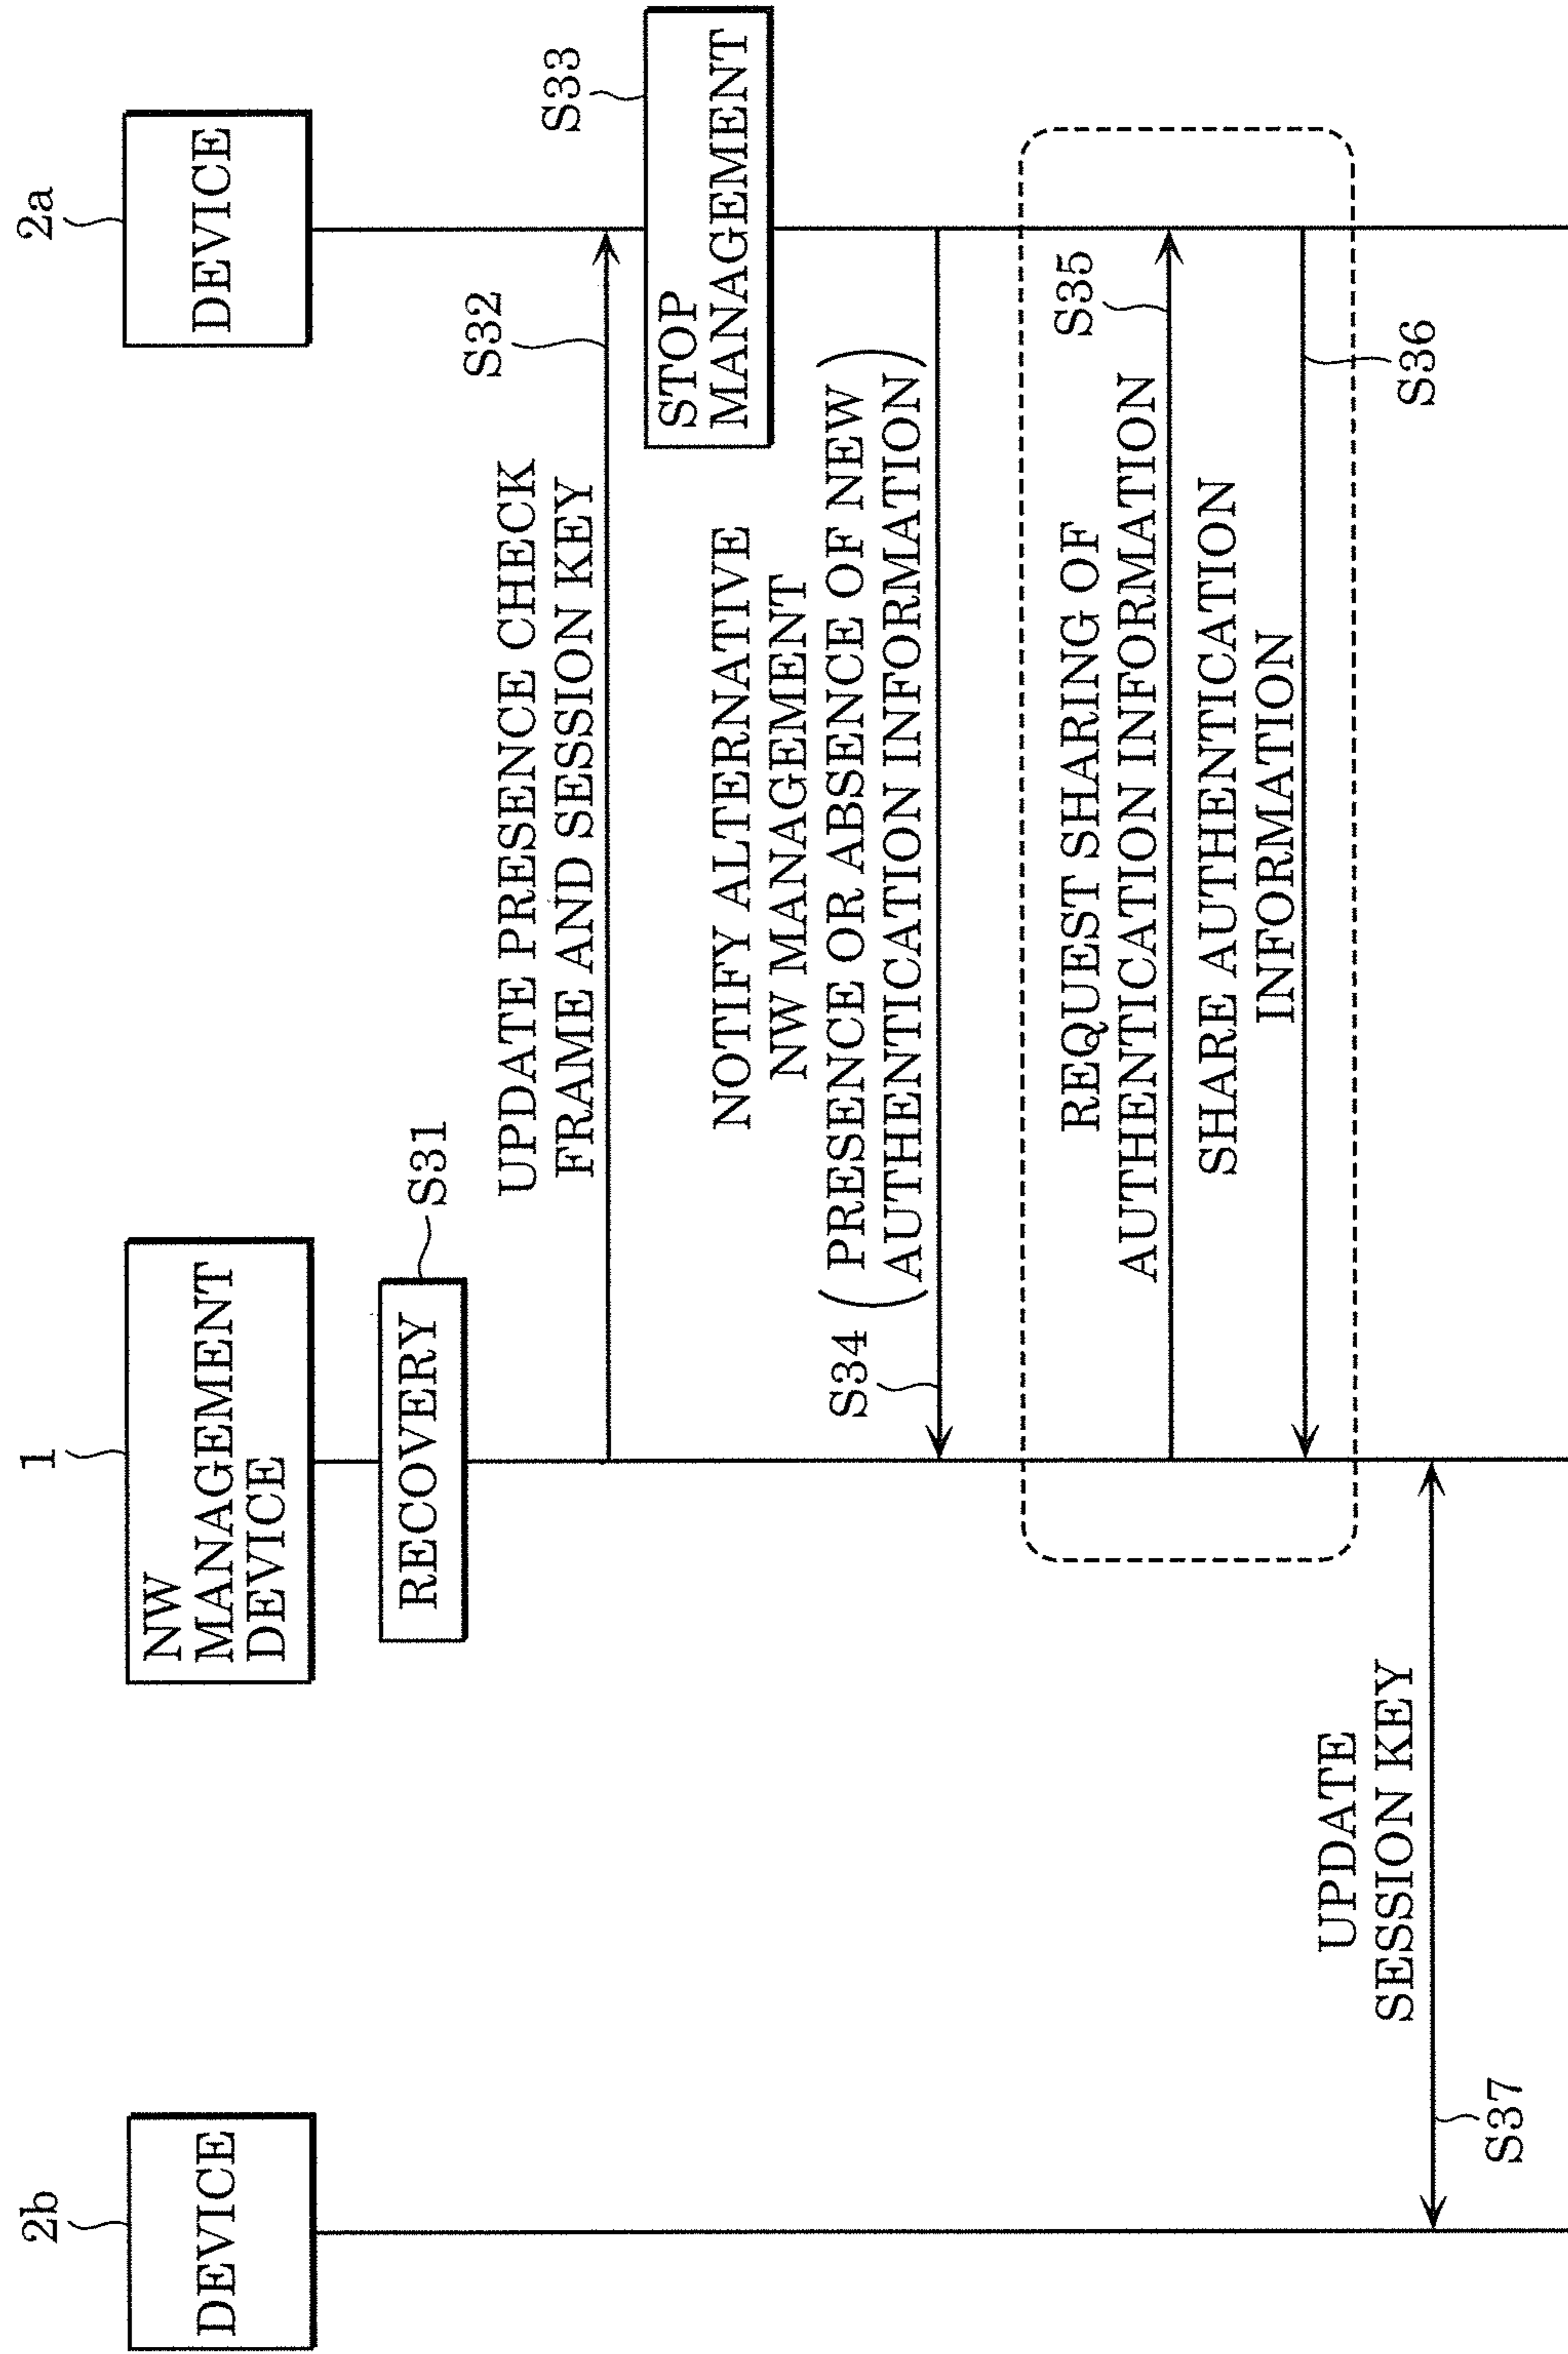 2b
1
2a
DEVICE
NW
MANAGEMENT
DEVICE
DEVICE
RECOVERY
S31
UPDATE PRESENCE CHECK
FRAME AND SESSION KEY
S32
S33
STOP
MANAGEMENT
NOTIFY ALTERNATIVE
NW MANAGEMENT
(PRESENCE OR ABSENCE OF NEW
AUTHENTICATION INFORMATION)
S34
REQUEST SHARING OF
AUTHENTICATION INFORMATION
S35
SHARE AUTHENTICATION
INFORMATION
S36
UPDATE
SESSION KEY
S37